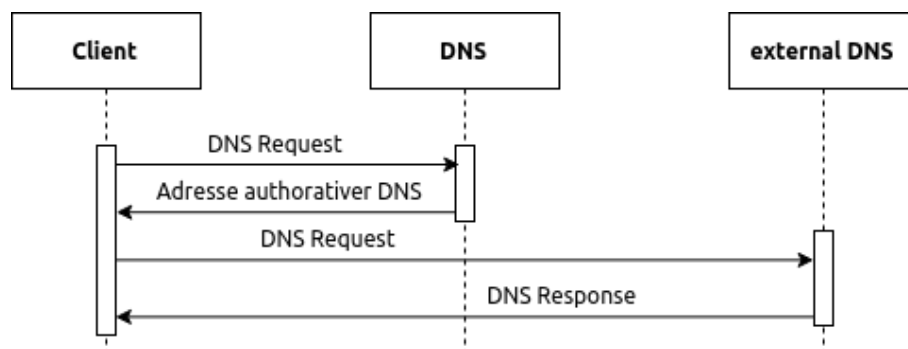 Client
DNS
external DNS
DNS Request
Adresse authorativer DNS
DNS Request
DNS Response